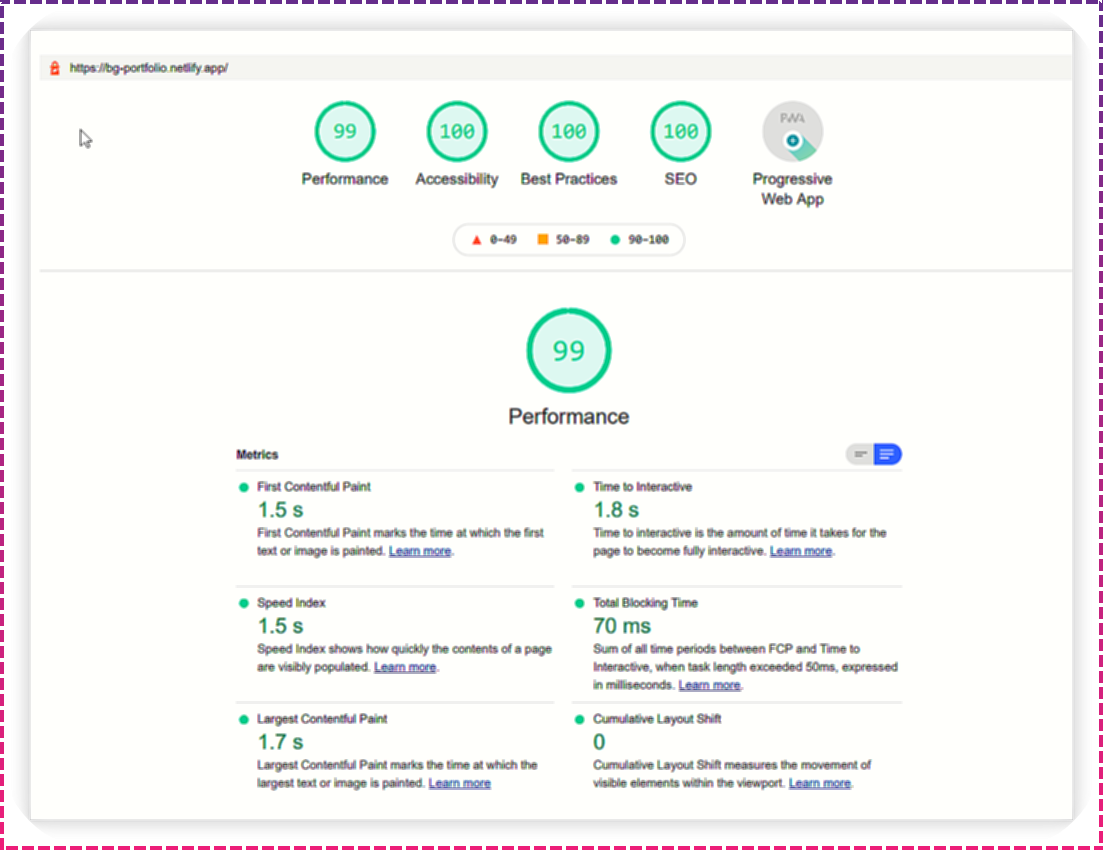 https://bg-portfolio.netlify.app/
99
100
100
100
PWA
Performance
Accessibility
Best Practices
SEO
Progressive
Web App
0–49
50–89
90–100
99
Performance
Metrics
First Contentful Paint
1.5 s
First Contentful Paint marks the time at which the first
text or image is painted. Learn more.
Time to Interactive
1.8 s
Time to interactive is the amount of time it takes for the
page to become fully interactive. Learn more.
Speed Index
1.5 s
Speed Index shows how quickly the contents of a page
are visibly populated. Learn more.
Total Blocking Time
70 ms
Sum of all time periods between FCP and Time to
Interactive, when task length exceeded 50ms, expressed
in milliseconds. Learn more.
Largest Contentful Paint
1.7 s
Largest Contentful Paint marks the time at which the
largest text or image is painted. Learn more
Cumulative Layout Shift
0
Cumulative Layout Shift measures the movement of
visible elements within the viewport. Learn more.